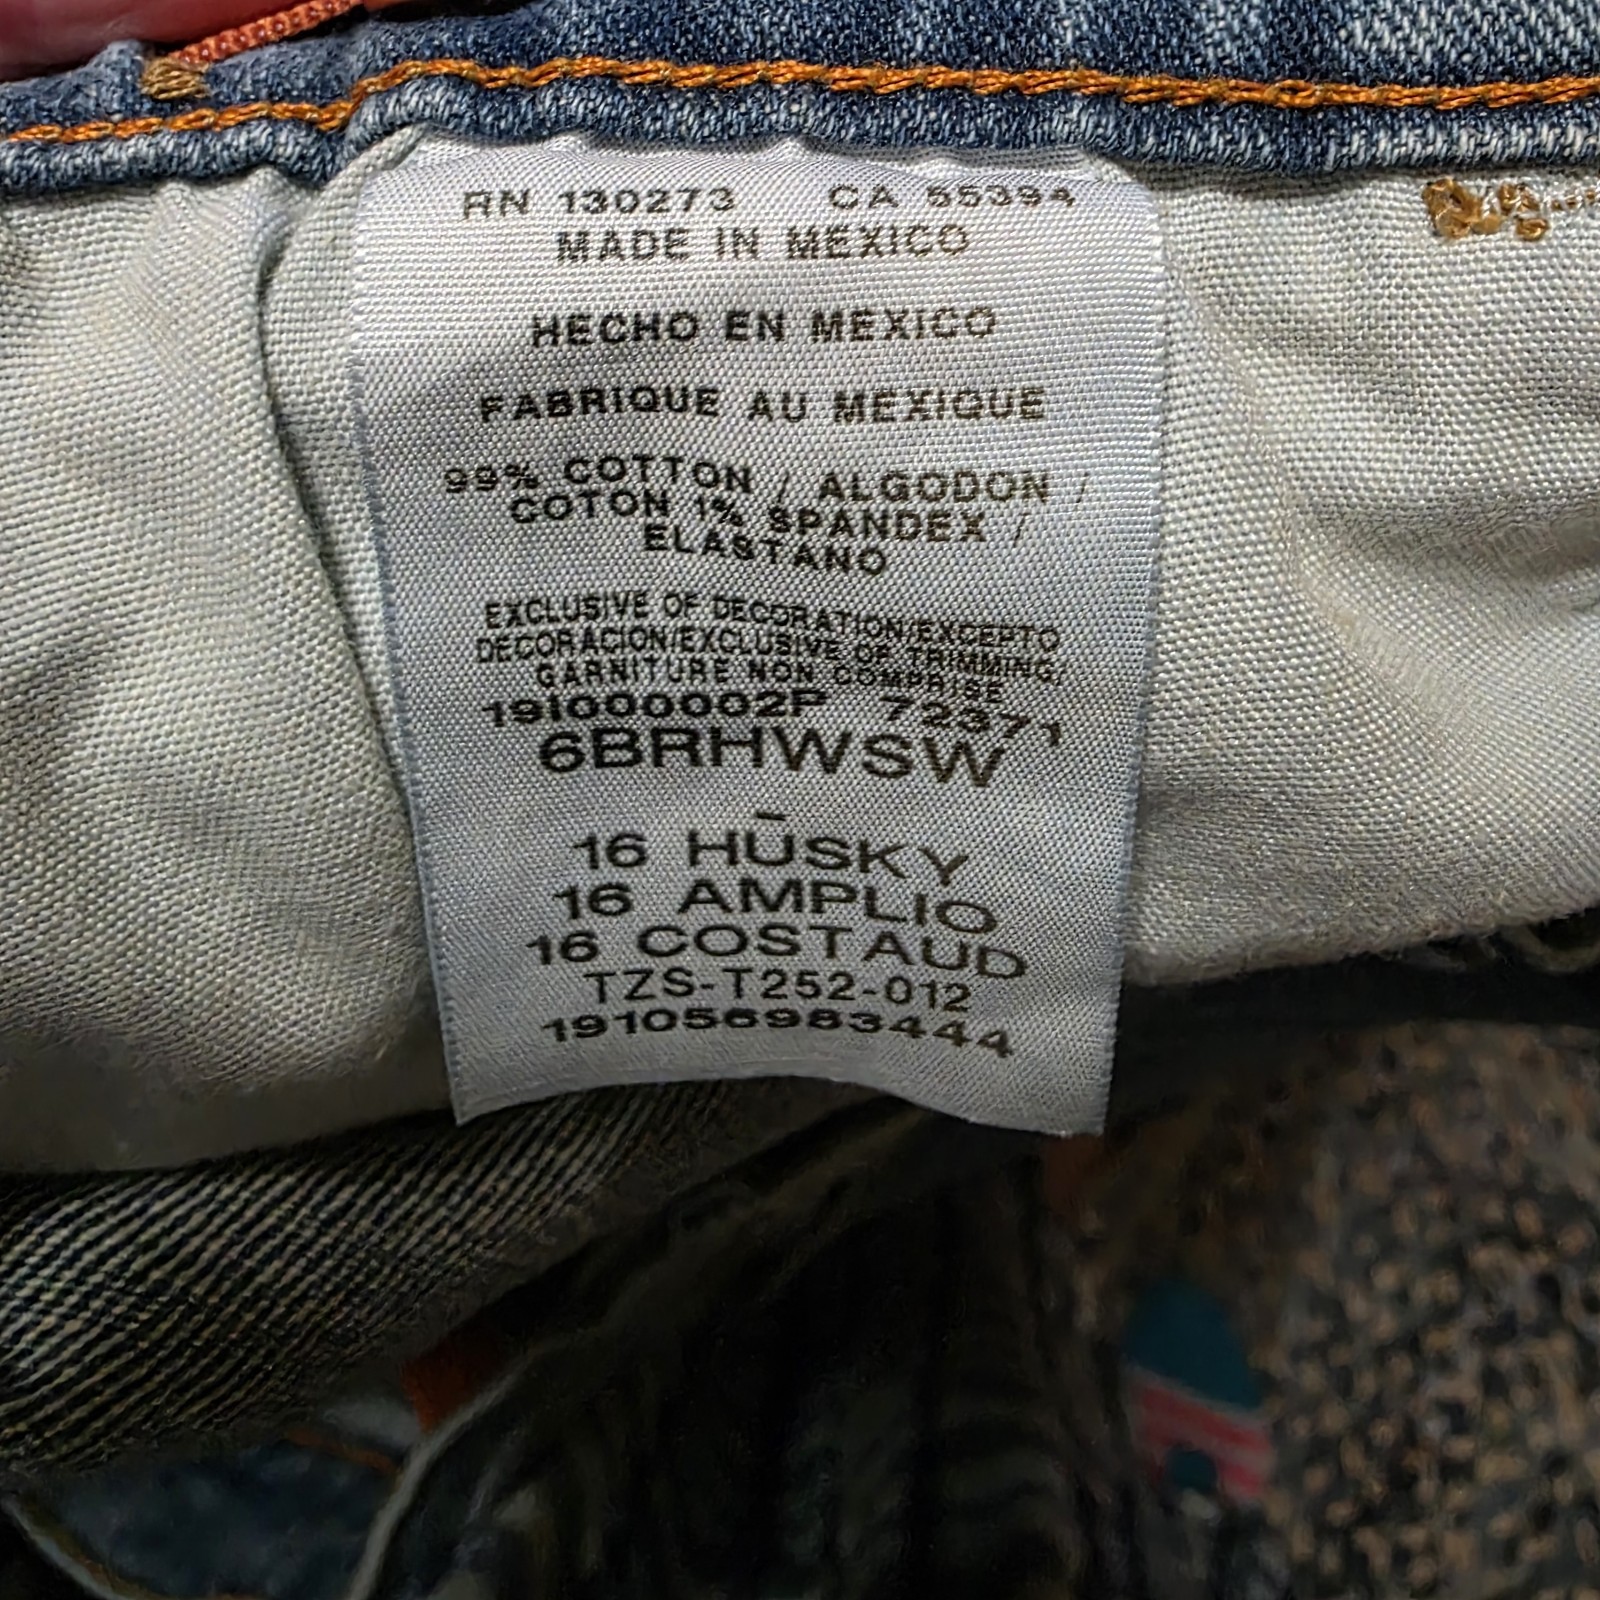 RN 130273 CA 55394
MADE IN MEXICO
HECHO EN MEXICO
FABRIQUE AU MEXIQUE
99% COTTON / ALGODON /
COTON 1% SPANDEX /
ELASTANO
EXCLUSIVE OF DECORATION/EXCEPTO
DECORACION/EXCLUSIVE OF TRIMMING/
GARNITURE NON COMPRISE
191000002P 72371
6BRHWSW
16 HUSKY
16 AMPLIO
16 COSTAUD
TZS-T252-012
191056983444